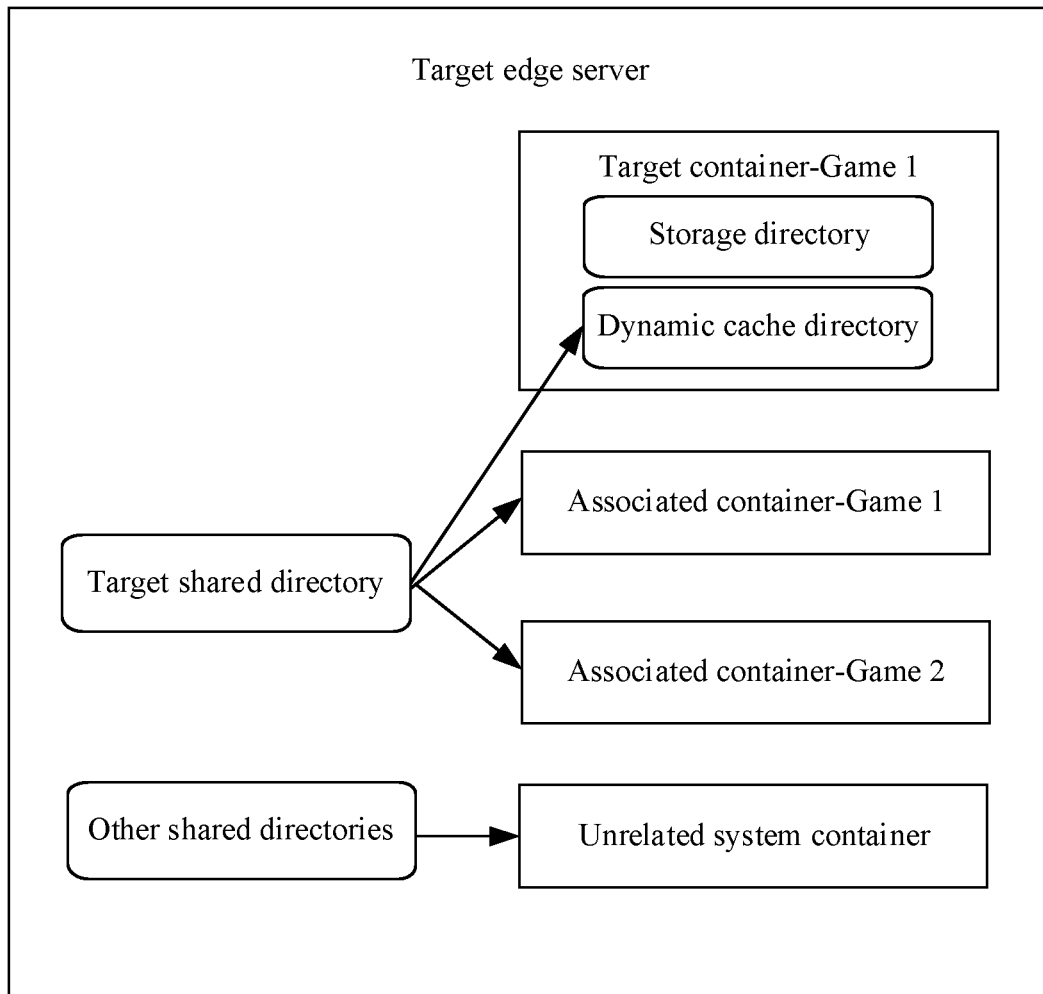 Target edge server
Target container-Game 1
Storage directory
Dynamic cache directory
Associated container-Game 1
Target shared directory
Associated container-Game 2
Other shared directories
Unrelated system container